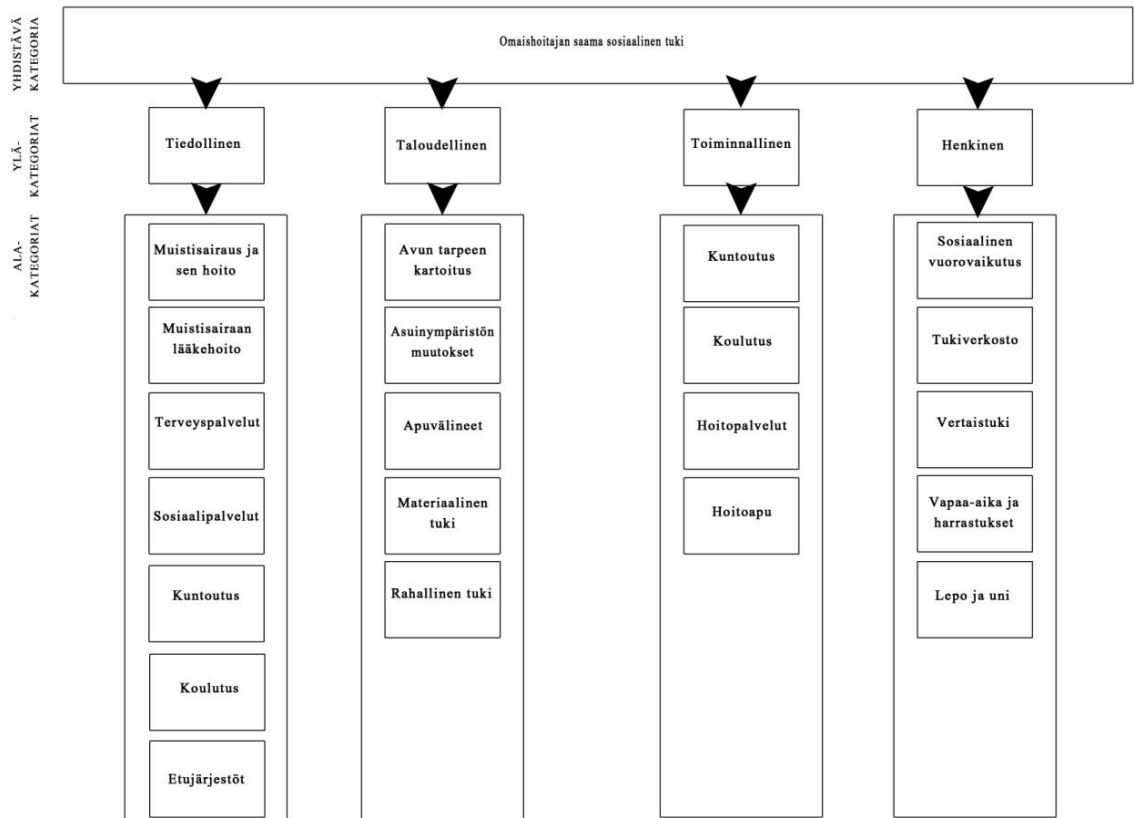 YHDISTÄVÄ
KATEGORIA
Omaishoitajan saama sosiaalinen tuki
YLÄ-
KATEGORIAT
Tiedollinen
Taloudellinen
Toiminnallinen
Henkinen
ALA-
KATEGORIAT
Muistisairaus ja
sen hoito
Muistisairaan
lääkehoito
Terveyspalvelut
Sosiaalipalvelut
Kuntoutus
Koulutus
Etujärjestöt
Avun tarpeen
kartoitus
Asuinympäristön
muutokset
Apuvälineet
Materiaalinen
tuki
Rahallinen tuki
Kuntoutus
Koulutus
Hoitopalvelut
Hoitoapu
Sosiaalinen
vuorovaikutus
Tukiverkosto
Vertaistuki
Vapaa-aika ja
harrastukset
Lepo ja uni